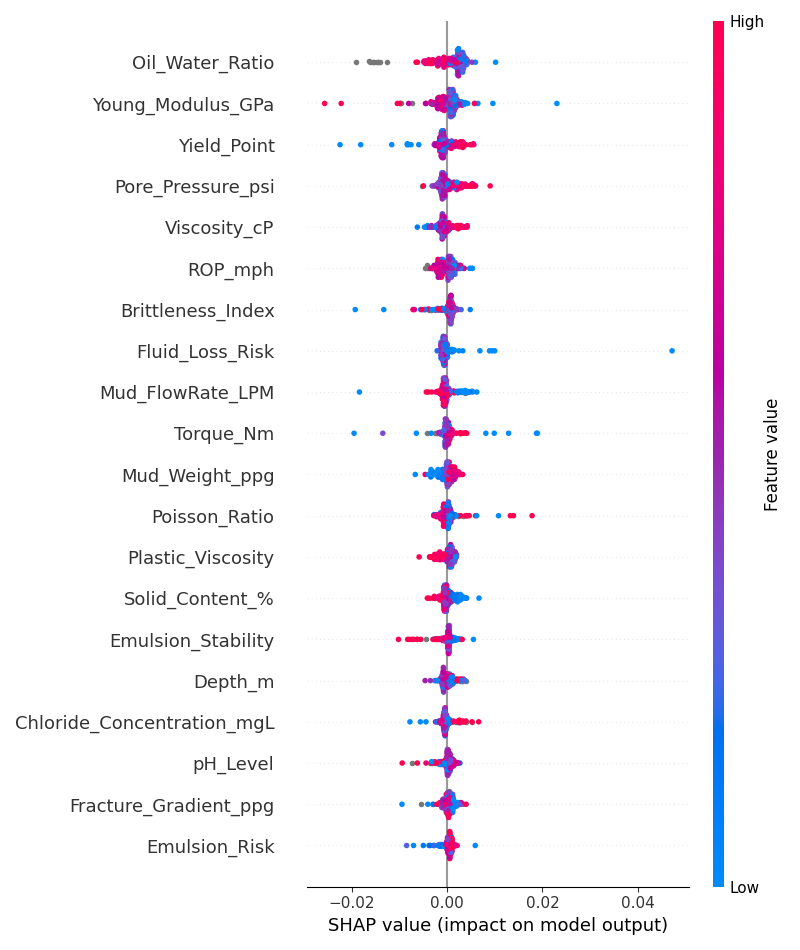 High
Oil_Water_Ratio
Young_Modulus_GPa
Yield_Point
Pore_Pressure_psi
Viscosity_cP
ROP_mph
Brittleness_Index
Fluid_Loss_Risk
Mud_FlowRate_LPM
Torque_Nm
Mud_Weight_ppg
Poisson_Ratio
Plastic_Viscosity
Solid_Content_%
Emulsion_Stability
Depth_m
Chloride_Concentration_mgL
pH_Level
Fracture_Gradient_ppg
Emulsion_Risk
Feature value
Low
−0.02 0.00 0.02 0.04
SHAP value (impact on model output)